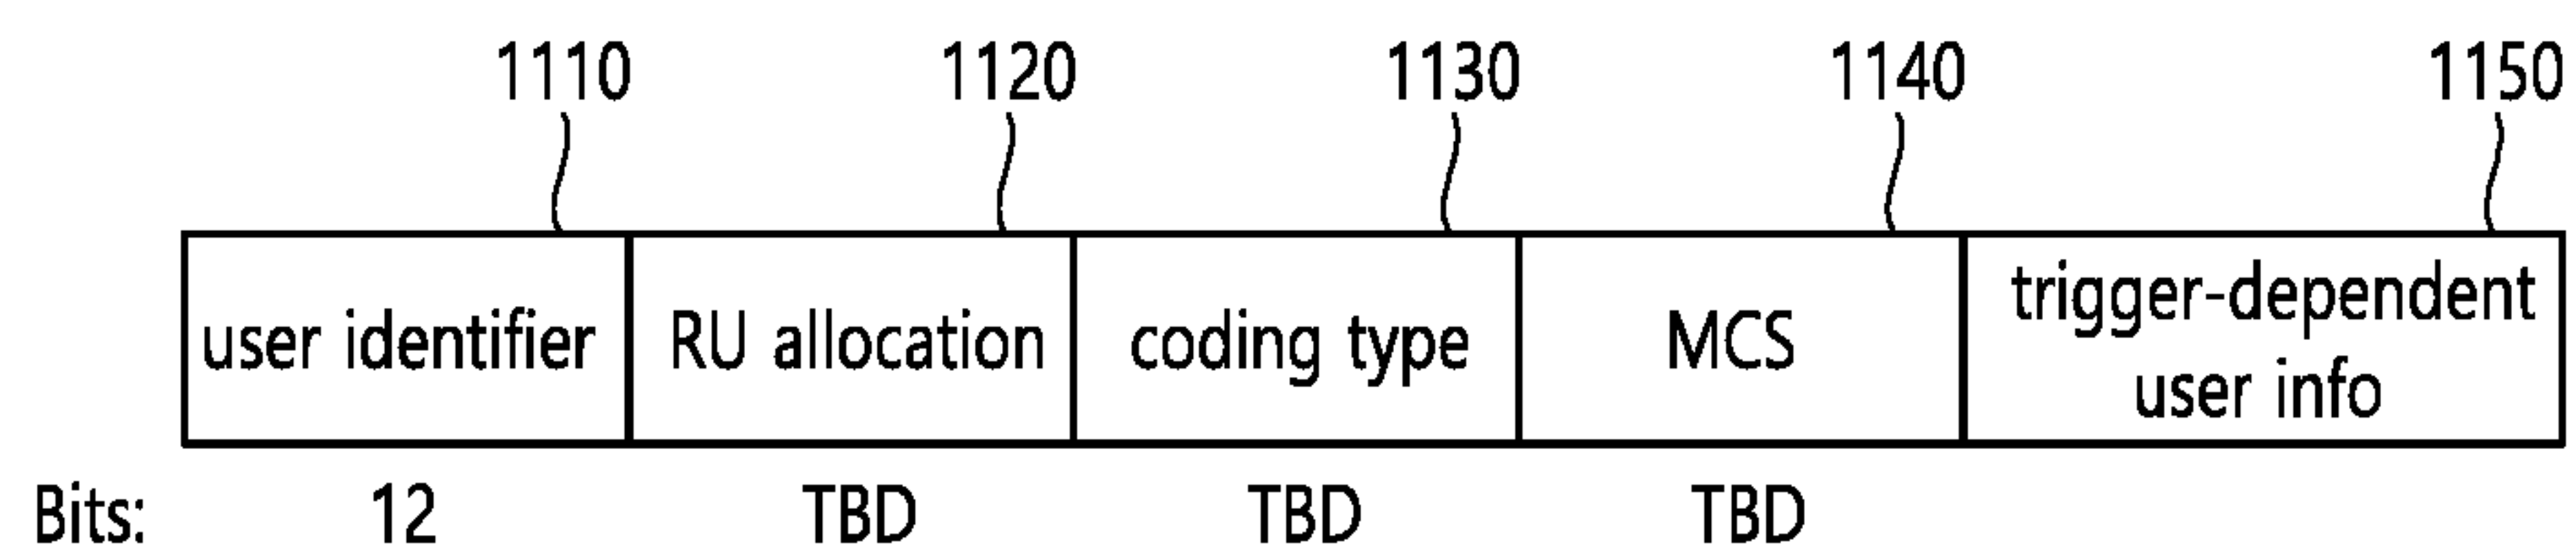 1110 1120 1130 1140 1150
user identifier RU allocation coding type MCS trigger-dependent
user info
Bits: 12 TBD TBD TBD